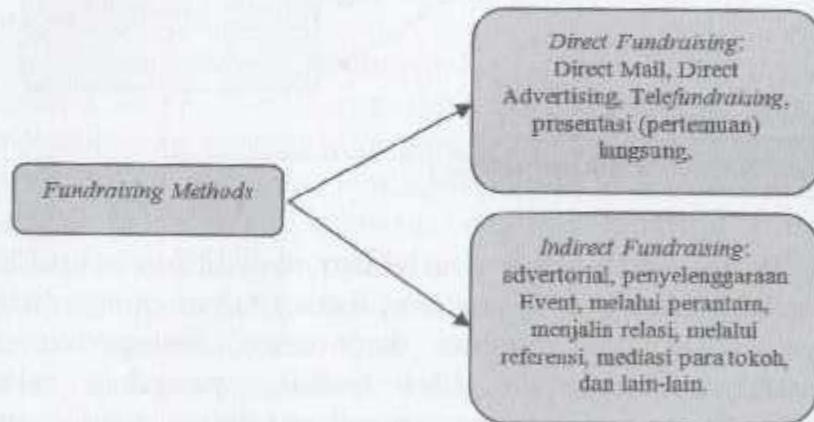 Direct Fundraising:
Direct Mail, Direct
Advertising, Telefundraising,
presentasi (pertemuan)
langsung.
Fundraising Methods
Indirect Fundraising:
advertorial, penyelenggaraan
Event, melalui perantara,
menjalin relasi, melalui
referensi, mediasi para tokoh,
dan lain-lain.